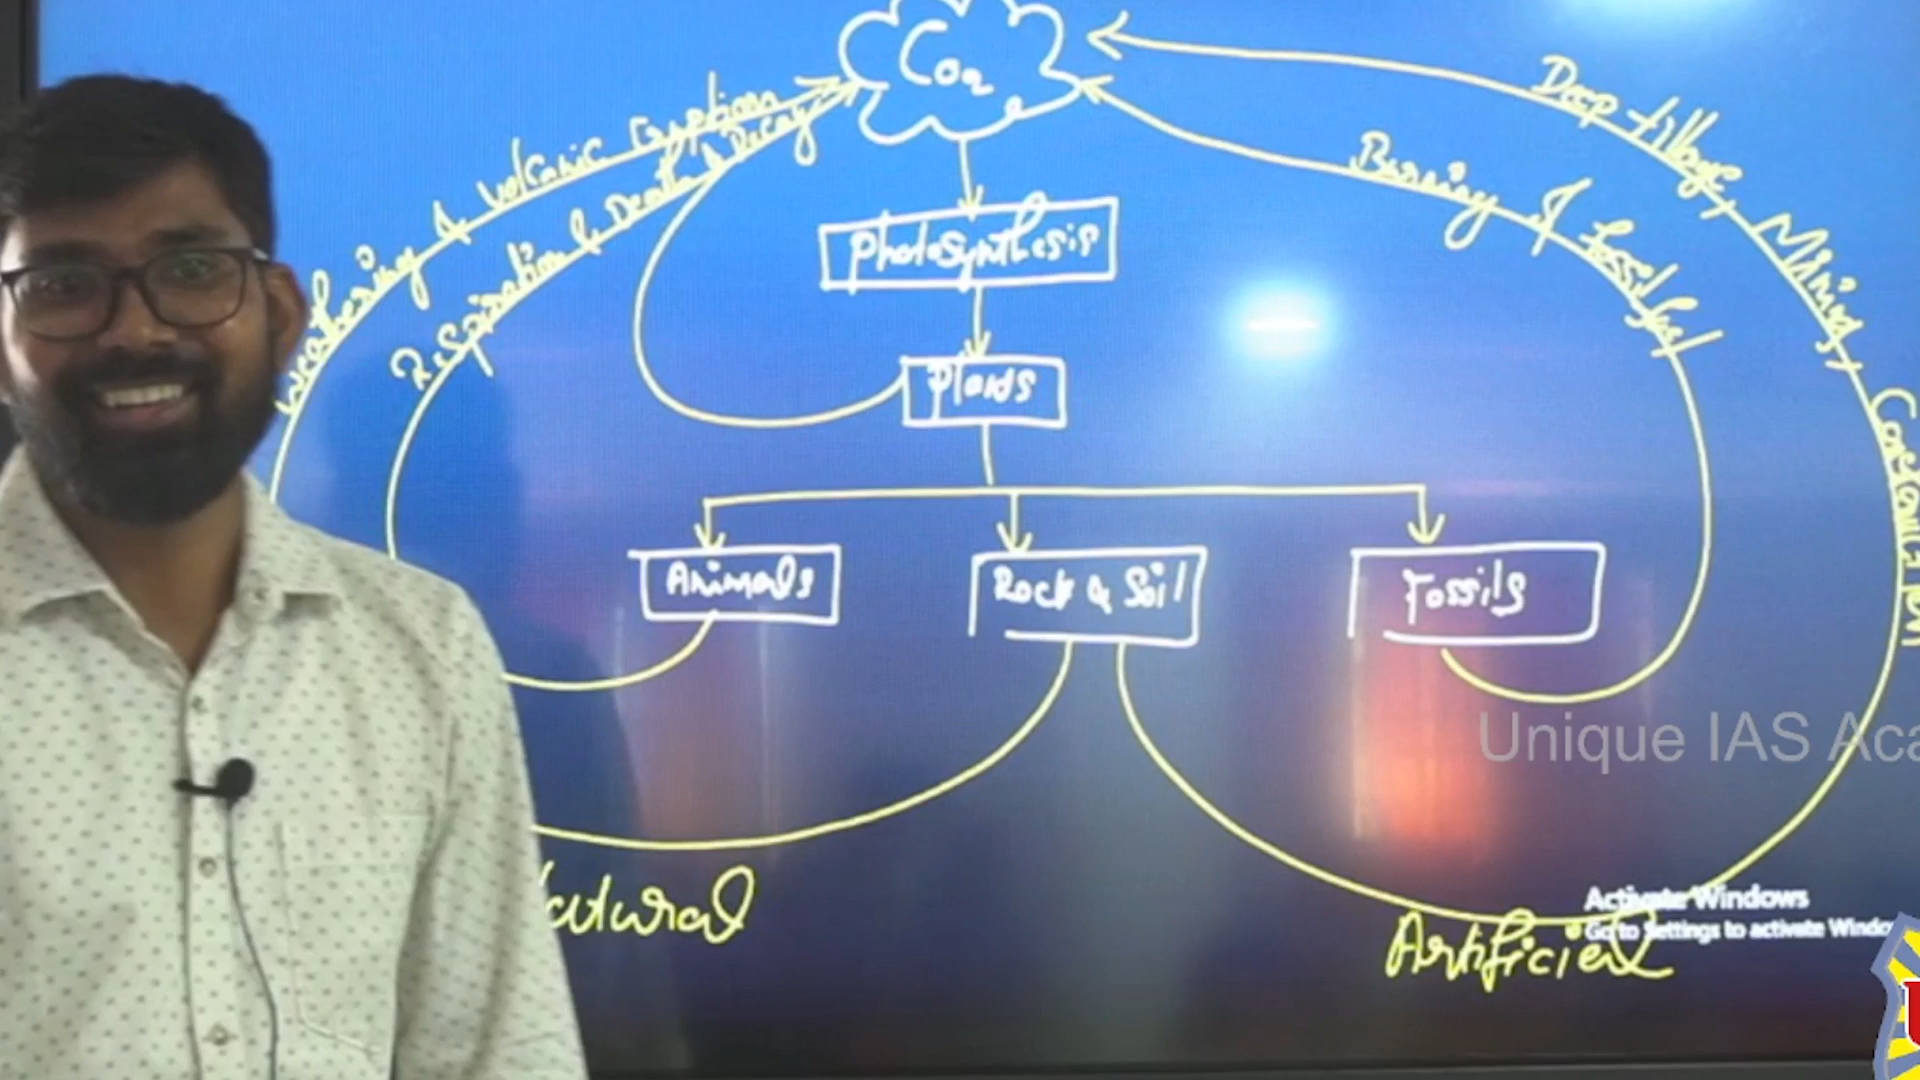 CO2
Weathering & volcanic Eruption
Respiration & Death & Decay
Deep tillage, Mining,
Burning of fossil fuel
Photosynthesis
Plants
Animals
Rock & Soil
Fossils
Unique IAS Aca
Activate Windows
Go to Settings to activate Windo
atural
Artificial
U